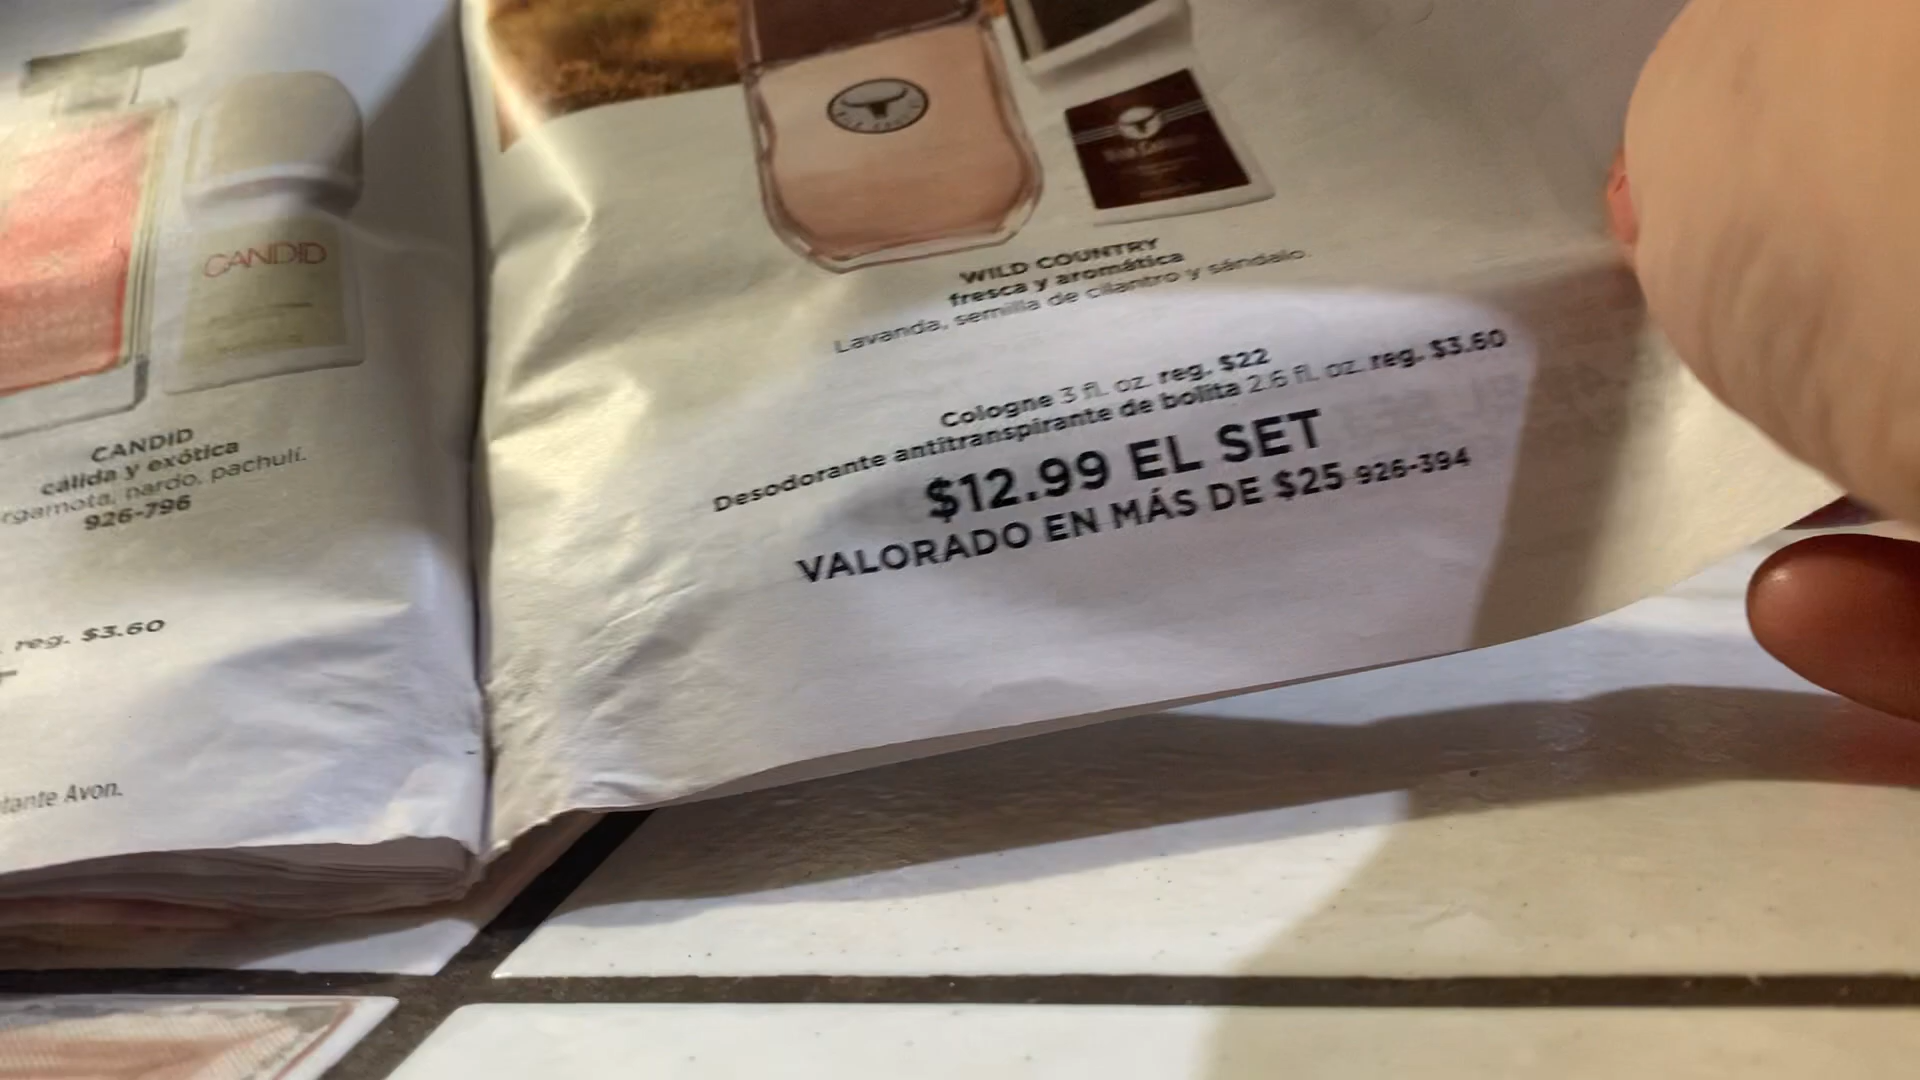 CANDID
CANDID
cálida y exótica
nardo, pachulí.
926-796
reg. $3.60
Avon.
WILD COUNTRY
fresca y aromática
Lavanda, semilla de cilantro y sándalo.
Cologne 3 fl. oz. reg. $22
Desodorante antitranspirante de bolita 2.6 fl. oz. reg. $3.60
$12.99 EL SET
VALORADO EN MÁS DE $25 926-394